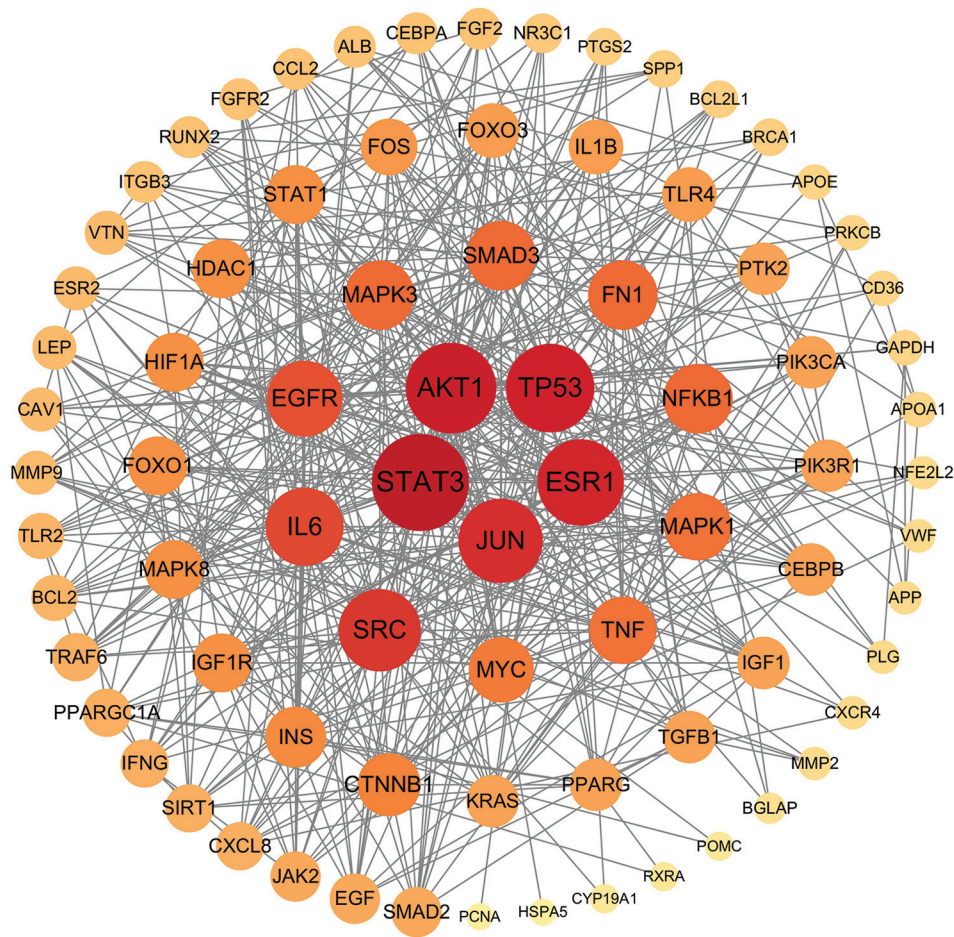 FGF2
CEBPA
NR3C1
ALB
PTGS2
CCL2
SPP1
FGFR2
BCL2L1
FOXO3
RUNX2
FOS
IL1B
BRCA1
ITGB3
STAT1
TLR4
APOE
VTN
PRKCB
SMAD3
HDAC1
PTK2
ESR2
MAPK3
FN1
CD36
LEP
HIF1A
PIK3CA
GAPDH
AKT1
TP53
EGFR
NFKB1
CAV1
APOA1
MMP9
FOXO1
PIK3R1
NFE2L2
STAT3
ESR1
IL6
MAPK1
TLR2
VWF
JUN
MAPK8
CEBPB
BCL2
APP
SRC
TNF
TRAF6
PLG
IGF1R
MYC
IGF1
PPARGC1A
CXCR4
INS
TGFB1
IFNG
MMP2
CTNNB1
PPARG
SIRT1
KRAS
BGLAP
CXCL8
POMC
JAK2
RXRA
EGF
CYP19A1
SMAD2
HSPA5
PCNA